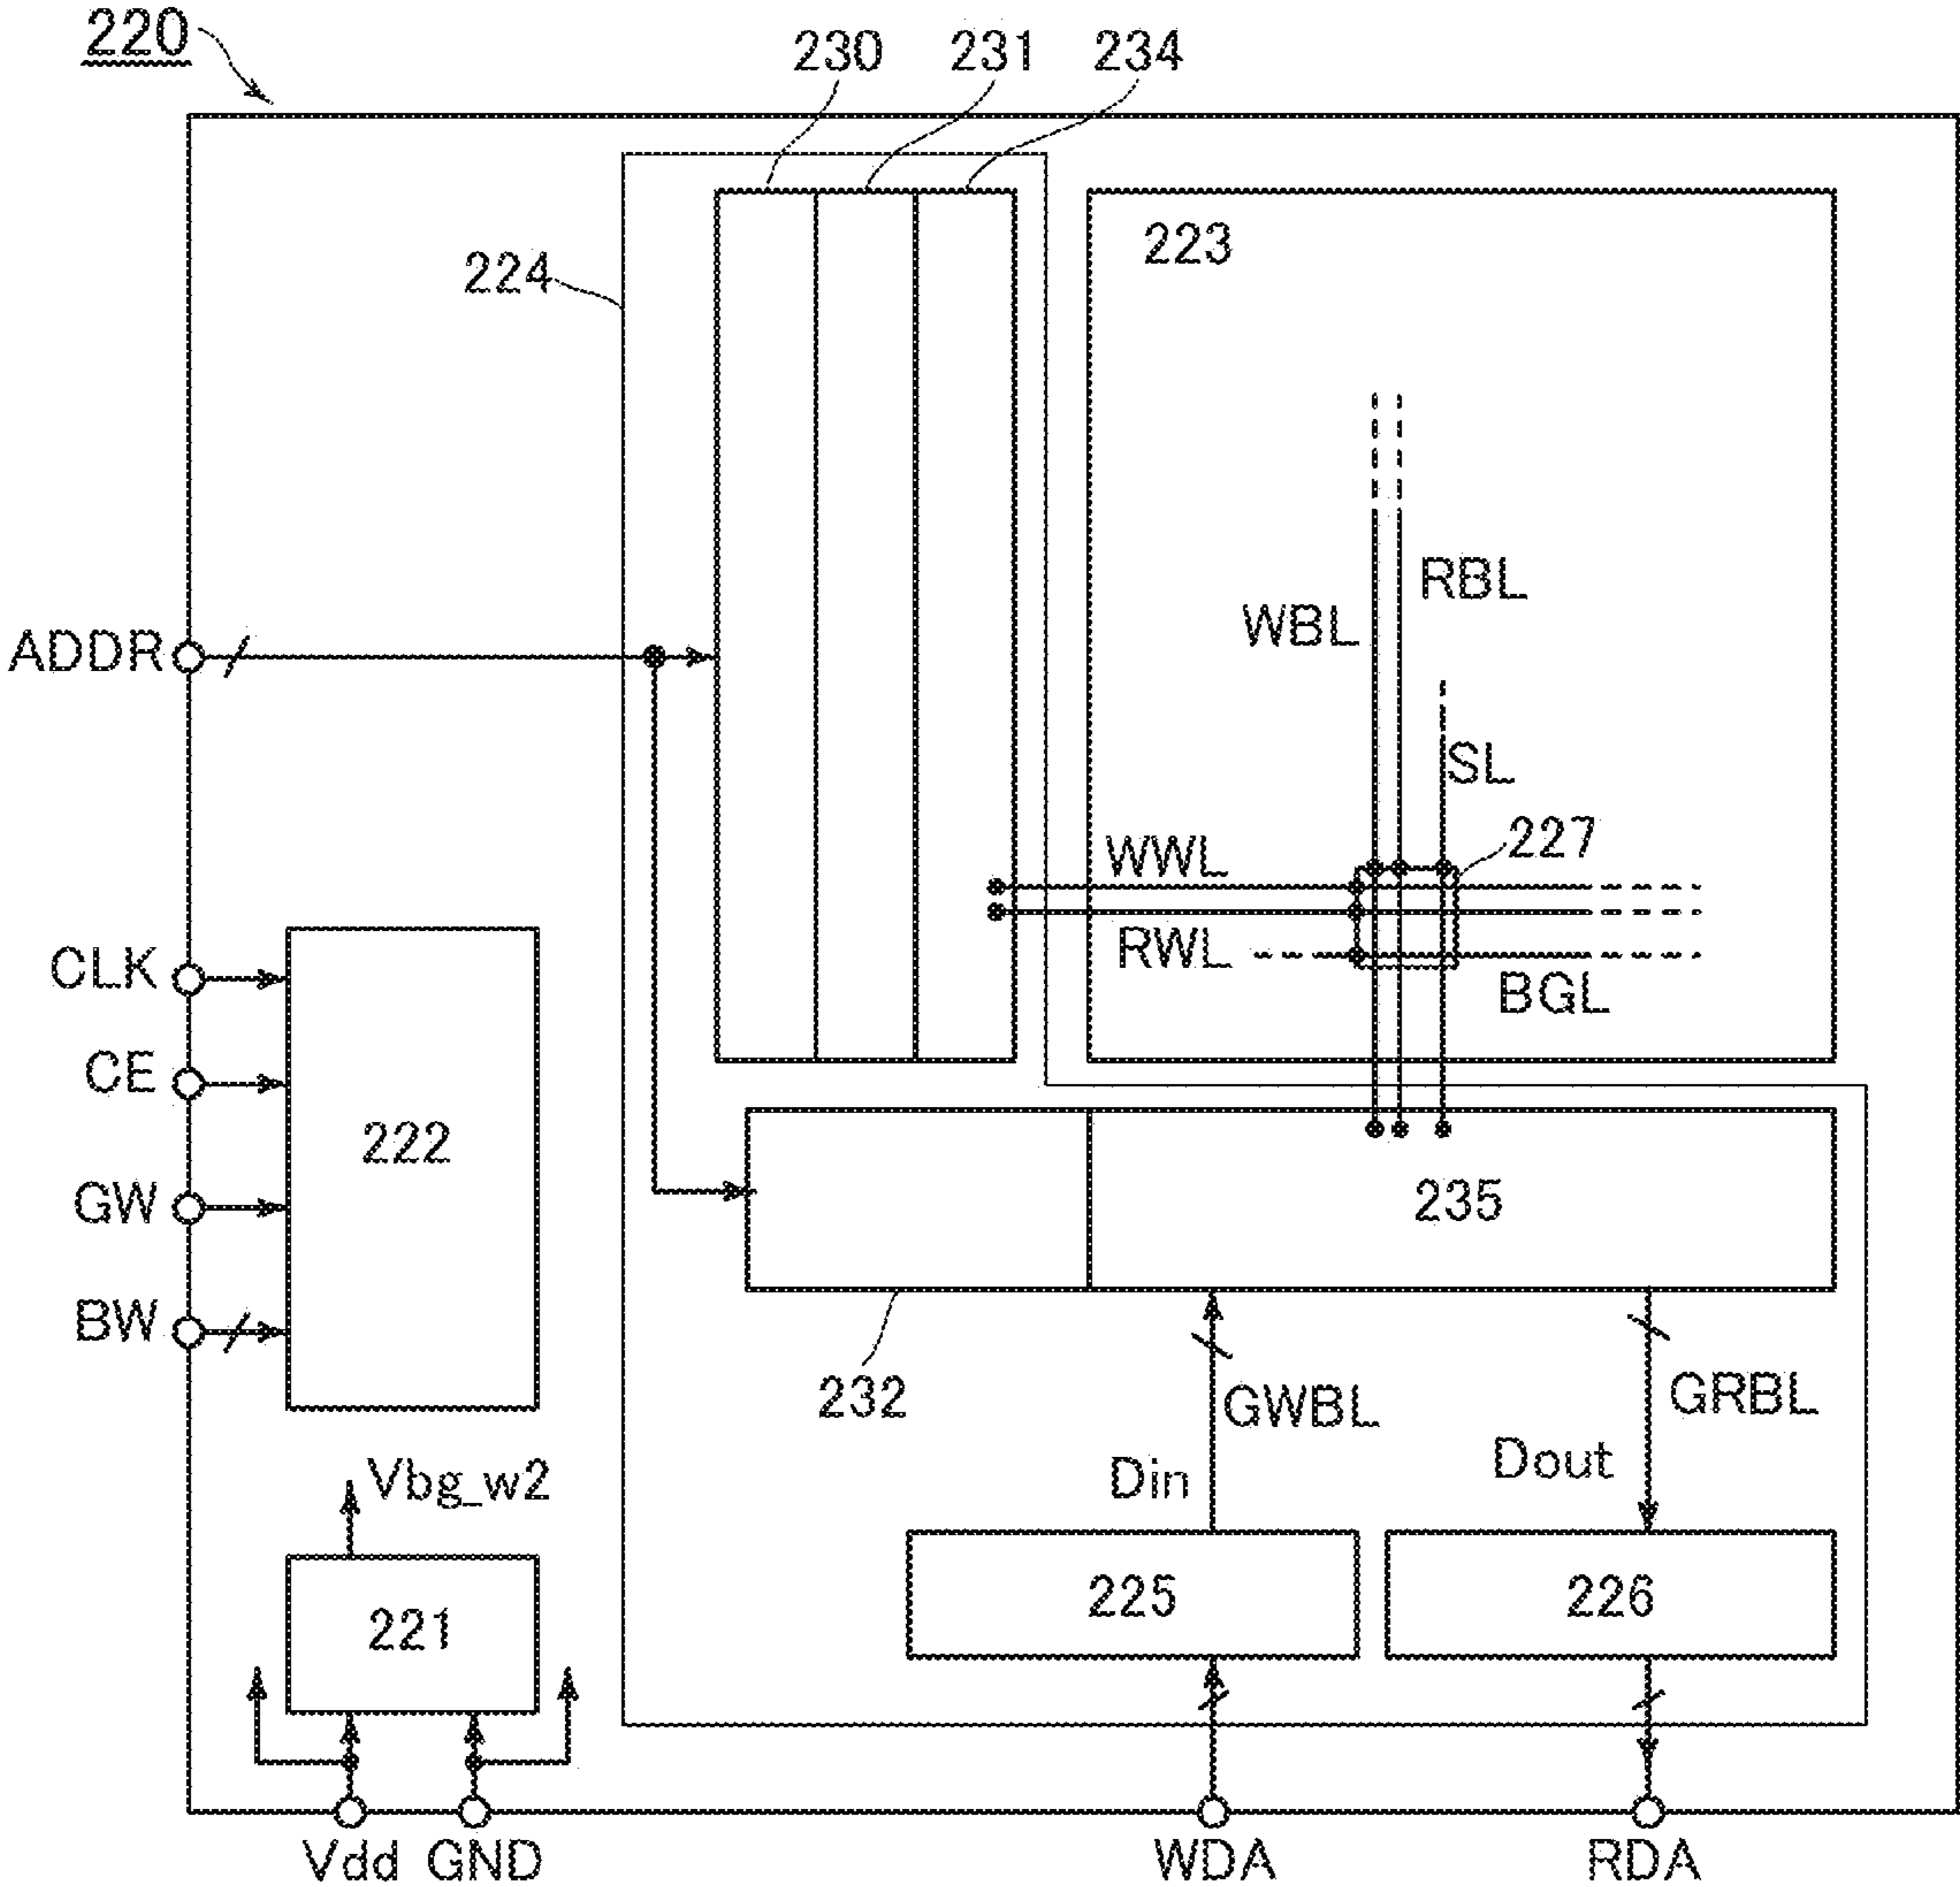 220
230 231 234
223
224
RBL
WBL
ADDR
SL
227
WWL
RWL
BGL
CLK
CE
222
GW
235
BW
232
GWBL
GRBL
Dout
Din
Vbg_w2
225
226
221
Vdd GND
WDA
RDA